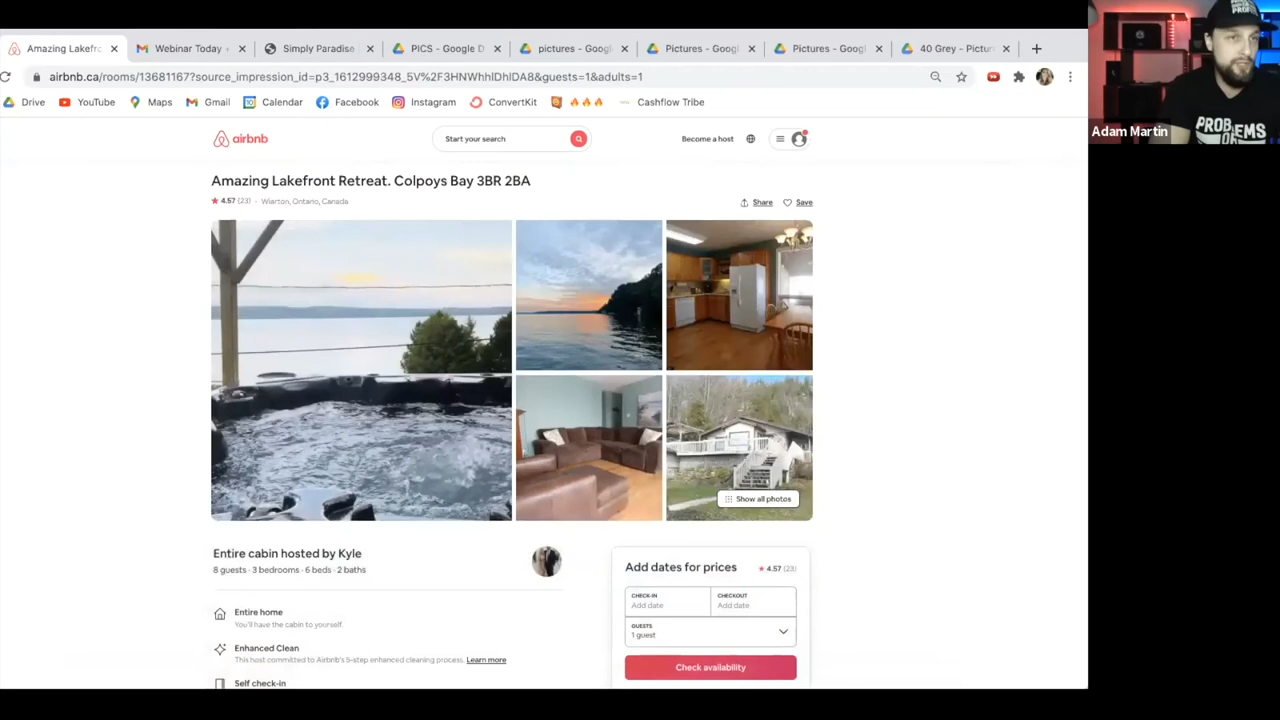 Amazing Lakefr
Webinar Today
Simply Paradise
PICS - Google D
pictures - Goog
Pictures - Googl
Pictures - Googl
40 Grey - Pictur
airbnb.ca/rooms/13681167?source_impression_id=p3_1612999348_5V%2F3HNWhhIDhIDA8&guests=1&adults=1
Drive
YouTube
Maps
Gmail
Calendar
Facebook
Instagram
ConvertKit
Cashflow Tribe
airbnb
Start your search
Become a host
Amazing Lakefront Retreat. Colpoys Bay 3BR 2BA
4.57 (23) · Wiarton, Ontario, Canada
Share
Save
Show all photos
Entire cabin hosted by Kyle
8 guests · 3 bedrooms · 6 beds · 2 baths
Entire home
You'll have the cabin to yourself.
Enhanced Clean
This host committed to Airbnb's 5-step enhanced cleaning process. Learn more
Self check-in
Add dates for prices
4.57 (23)
CHECK-IN
Add date
CHECKOUT
Add date
GUESTS
1 guest
Check availability
Adam Martin